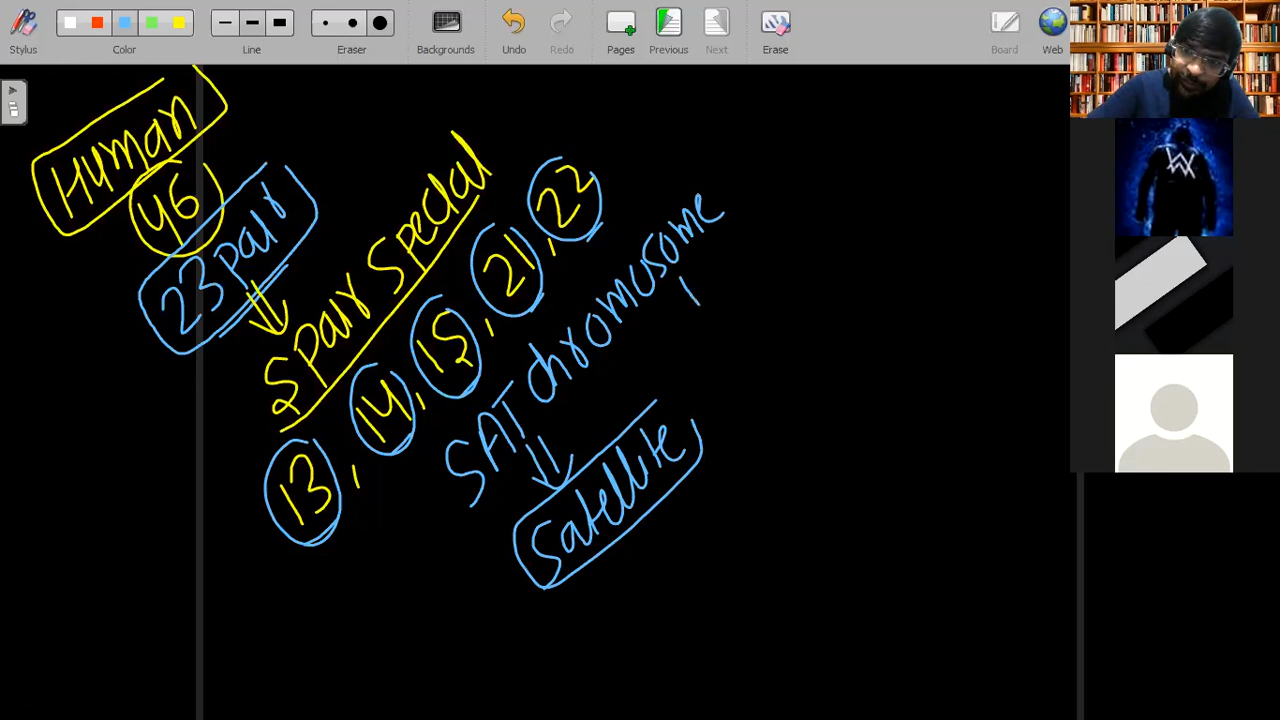 Stylus
Color
Line
Eraser
Backgrounds
Undo
Redo
Pages
Previous
Next
Erase
Board
Web
Human
46
23 pair
5 pair Special
13, 14, 15, 21, 22
SAT chromosome
Satellite